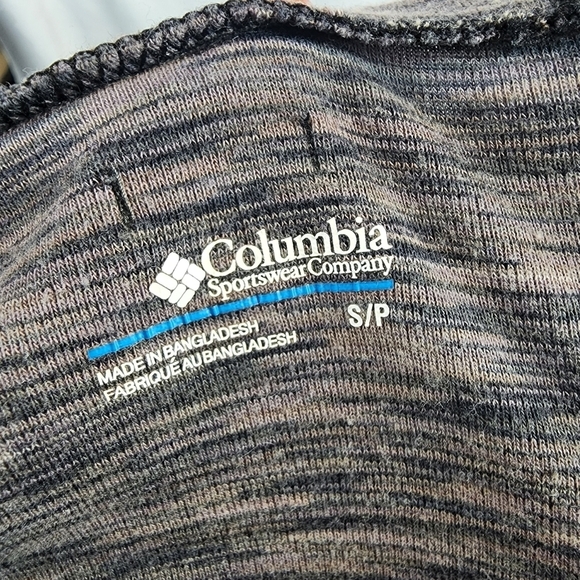 Columbia
Sportswear Company
S/P
MADE IN BANGLADESH
FABRIQUÉ AU BANGLADESH